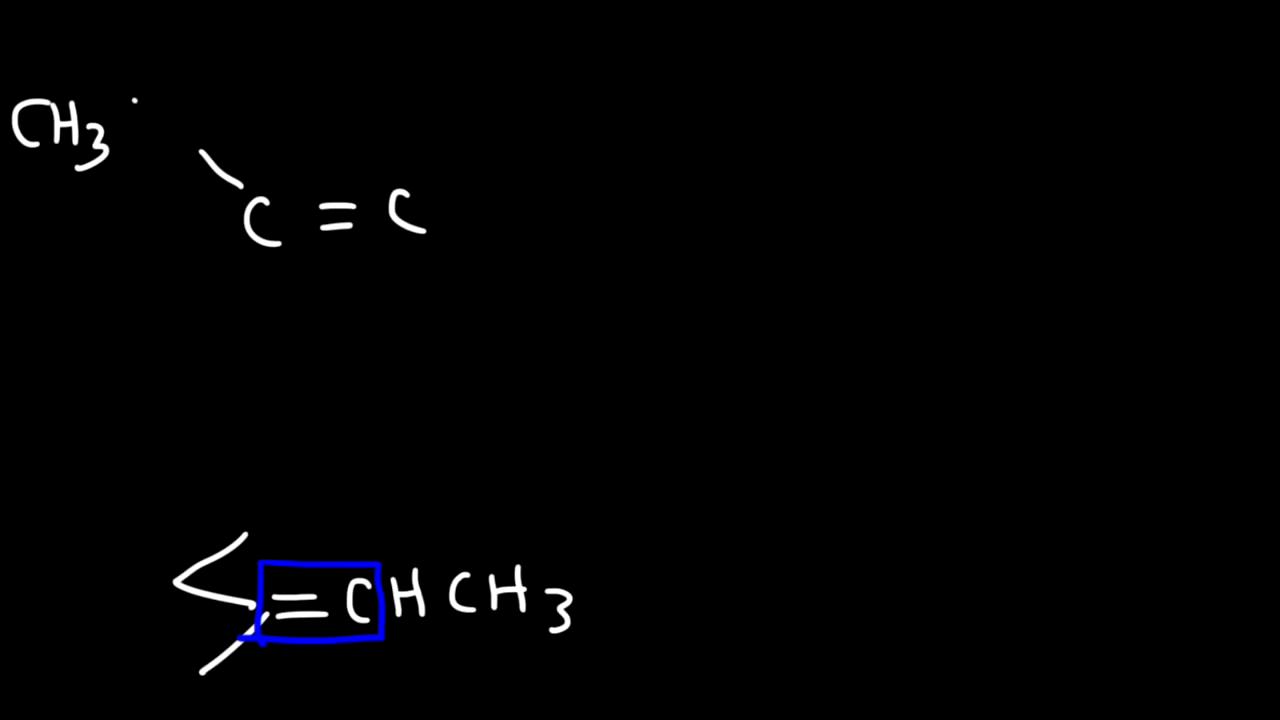 CH3
C = C
= CHCH3